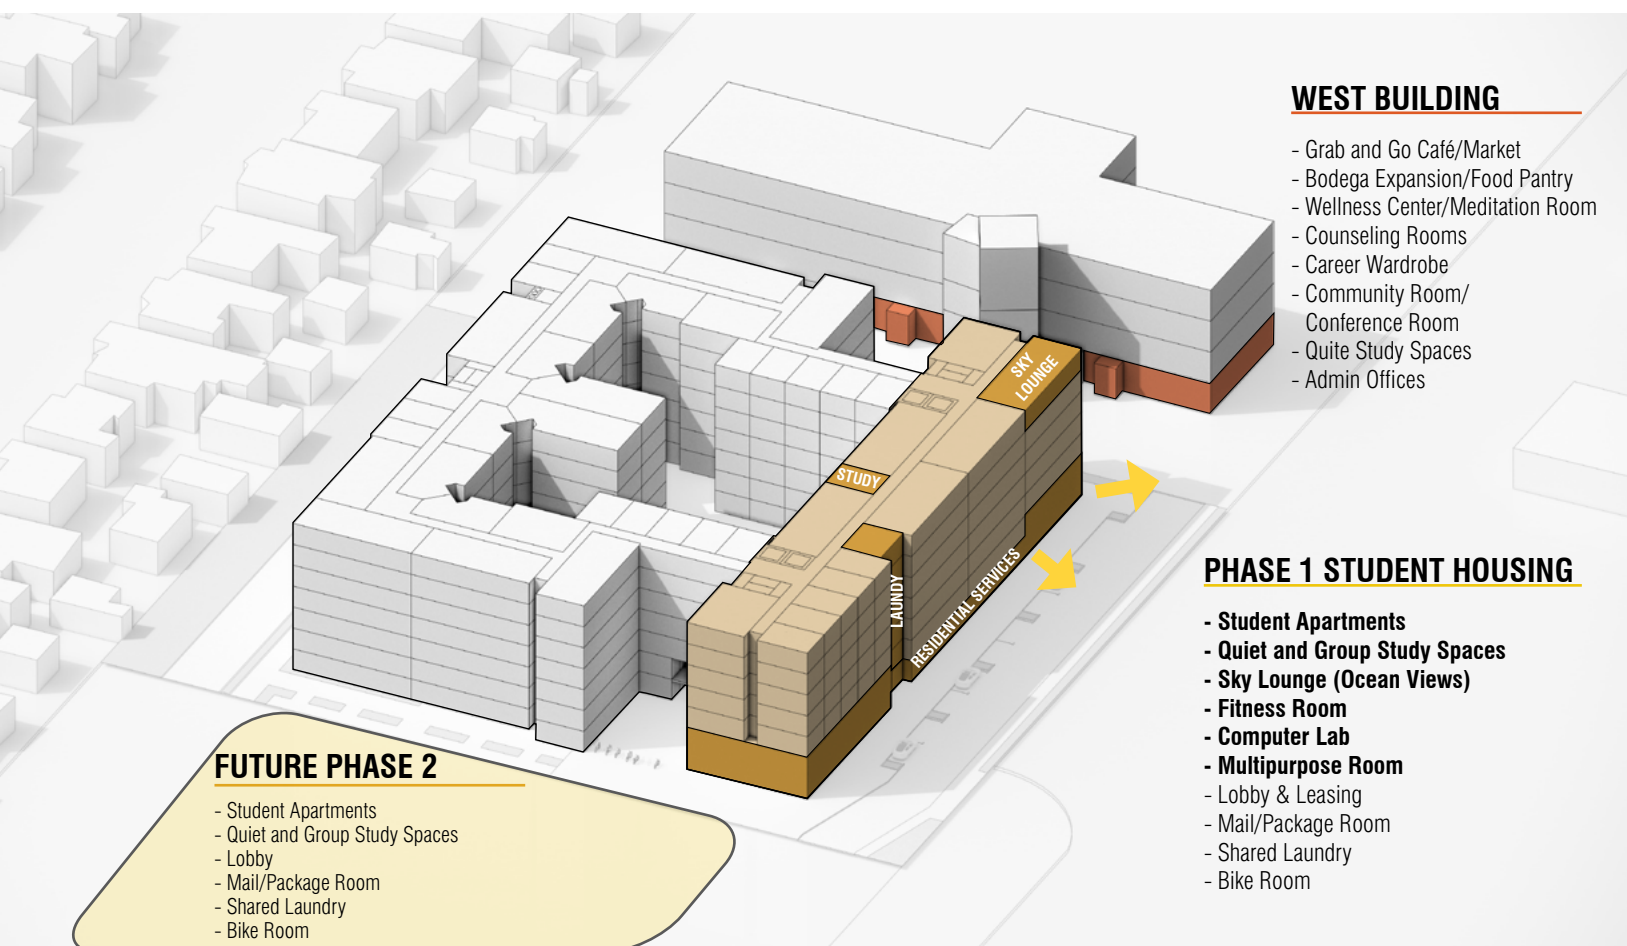 WEST BUILDING
- Grab and Go Café/Market
- Bodega Expansion/Food Pantry
- Wellness Center/Meditation Room
- Counseling Rooms
- Career Wardrobe
- Community Room/
Conference Room
- Quite Study Spaces
- Admin Offices
SKY
LOUNGE
STUDY
LAUNDY
RESIDENTIAL SERVICES
PHASE 1 STUDENT HOUSING
- Student Apartments
- Quiet and Group Study Spaces
- Sky Lounge (Ocean Views)
- Fitness Room
- Computer Lab
- Multipurpose Room
- Lobby & Leasing
- Mail/Package Room
- Shared Laundry
- Bike Room
FUTURE PHASE 2
- Student Apartments
- Quiet and Group Study Spaces
- Lobby
- Mail/Package Room
- Shared Laundry
- Bike Room